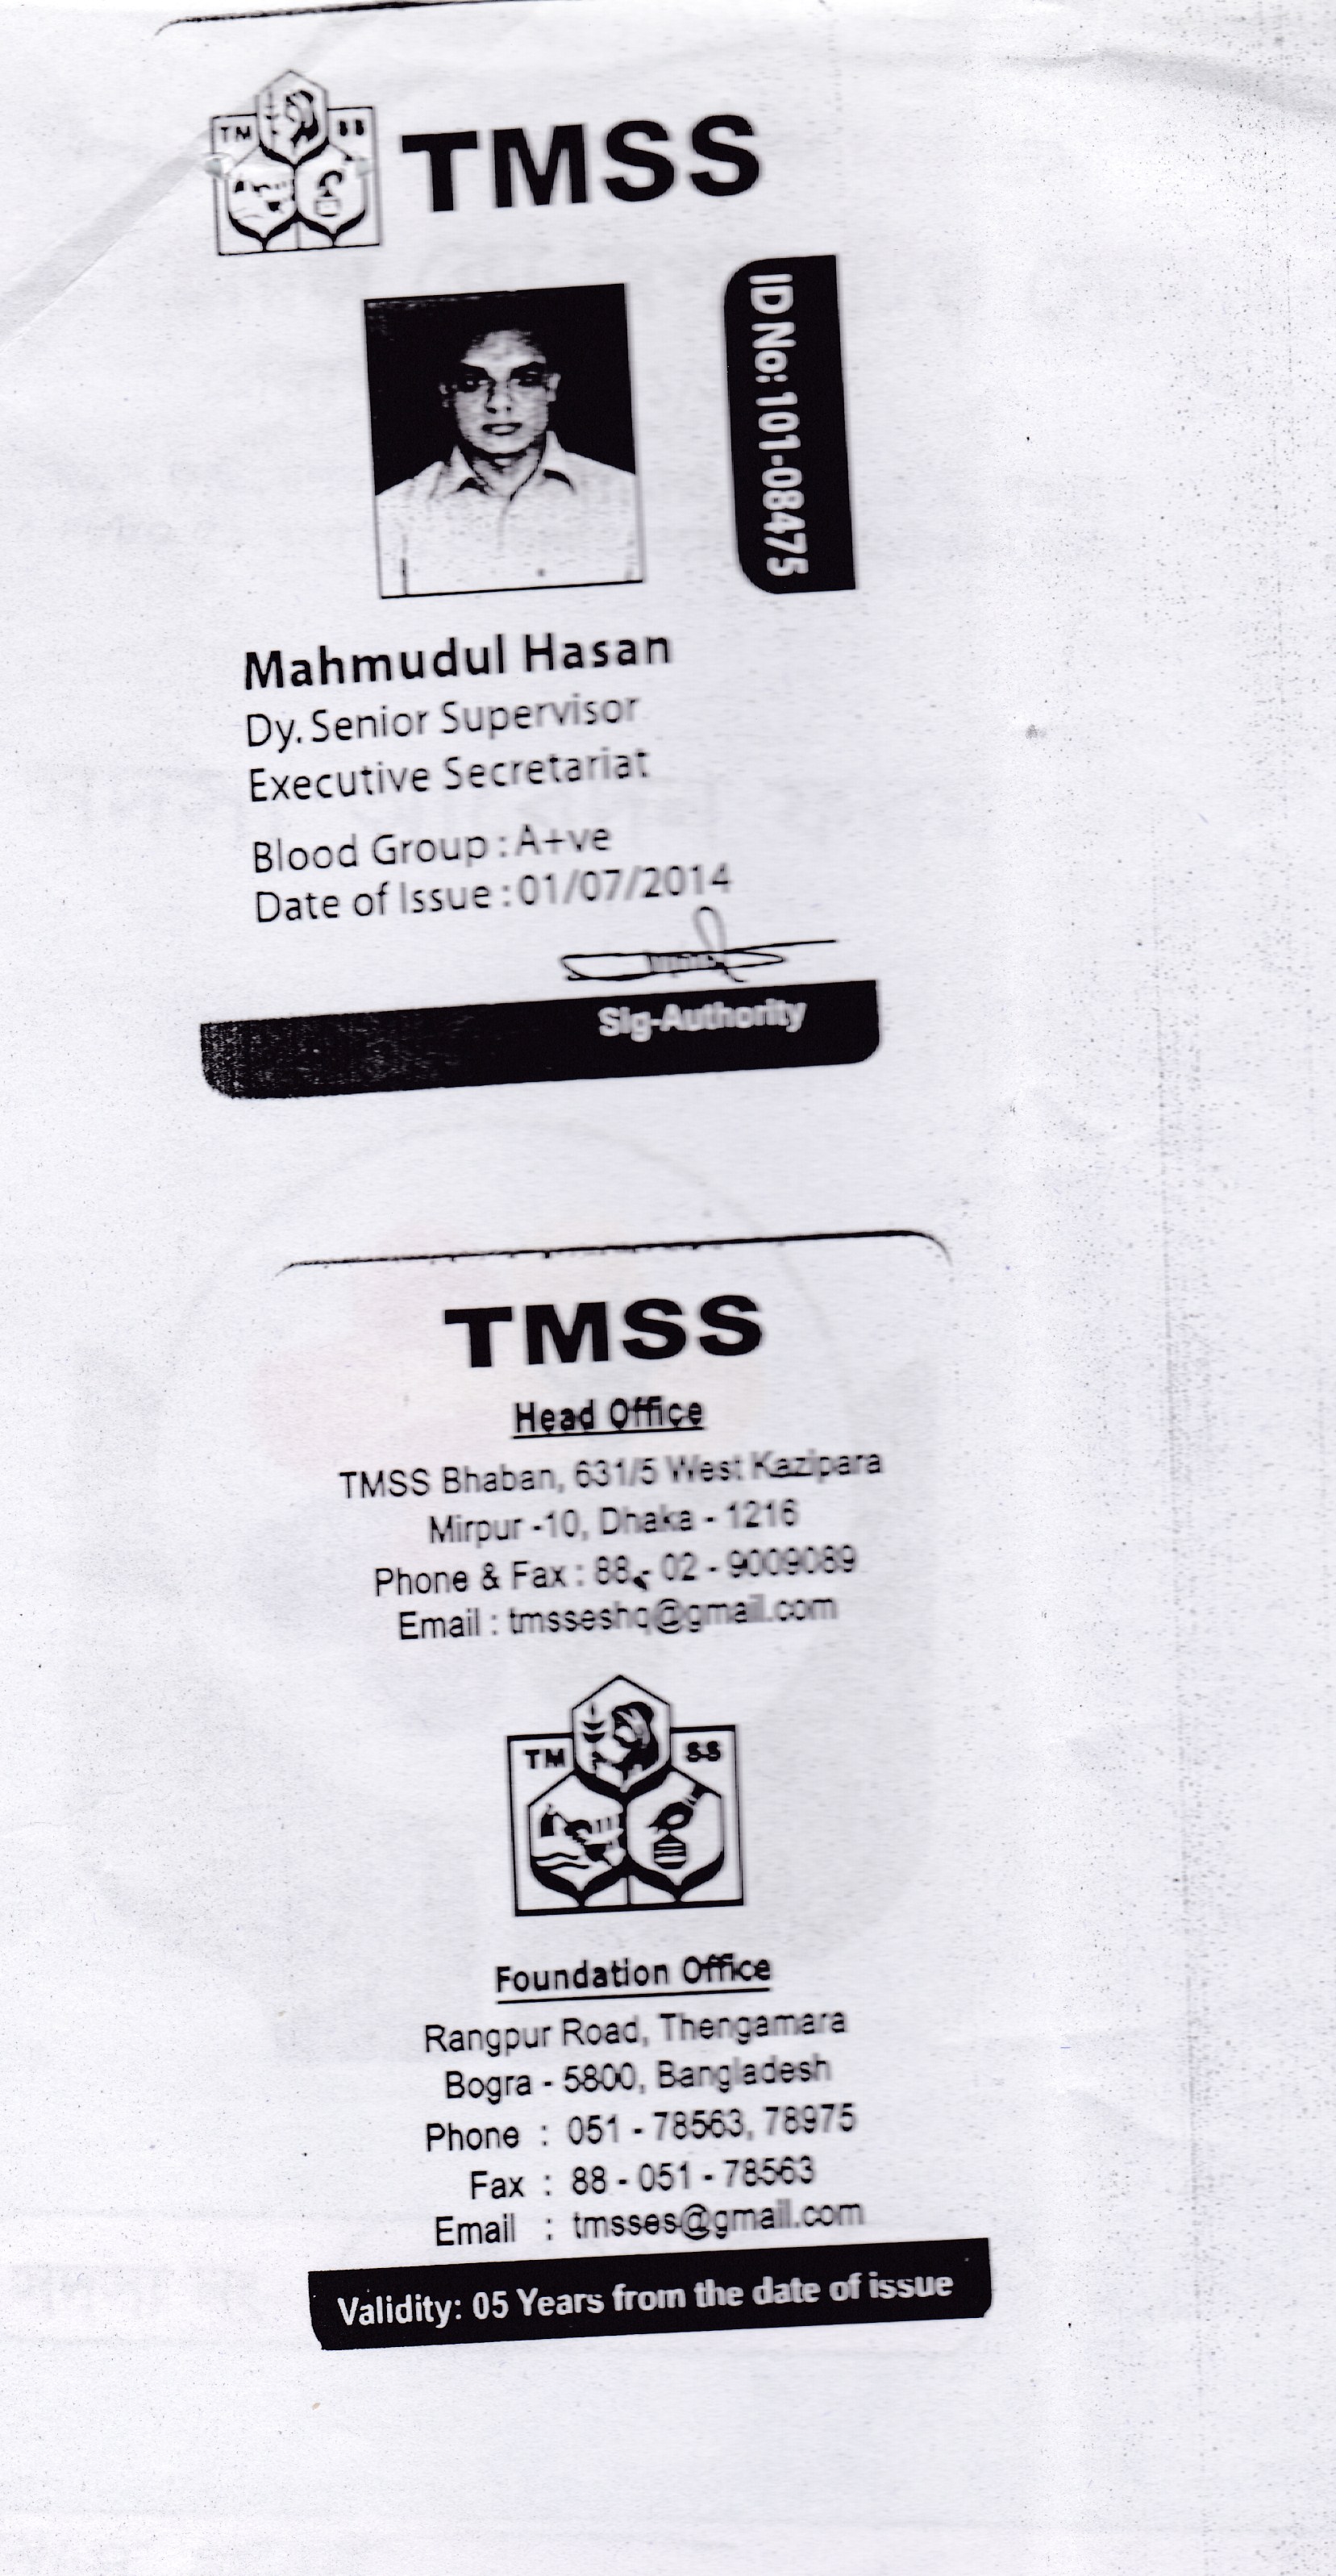 TM SS
TMSS
ID No: 101-08475
Mahmudul Hasan
Dy. Senior Supervisor
Executive Secretariat
Blood Group : A+ve
Date of Issue : 01/07/2014
Sig-Authority
TMSS
Head Office
TMSS Bhaban, 631/5 West Kazipara
Mirpur -10, Dhaka - 1216
Phone & Fax : 88 - 02 - 9009089
Email : tmsseshq@gmail.com
TM SS
Foundation Office
Rangpur Road, Thengamara
Bogra - 5800, Bangladesh
Phone : 051 - 78563, 78975
Fax : 88 - 051 - 78563
Email : tmsses@gmail.com
Validity: 05 Years from the date of issue